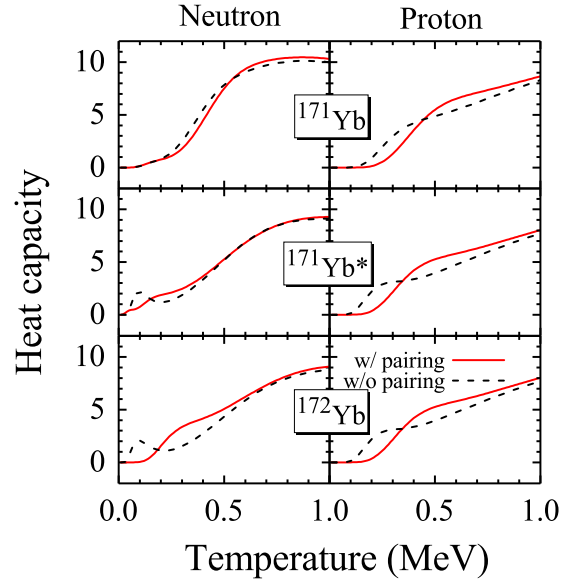 Neutron Proton
Heat capacity
10
5
0
171Yb
10
5
0
171Yb*
10
5
0
w/ pairing
w/o pairing
172Yb
0.0 0.5 1.0 0.5 1.0
Temperature (MeV)